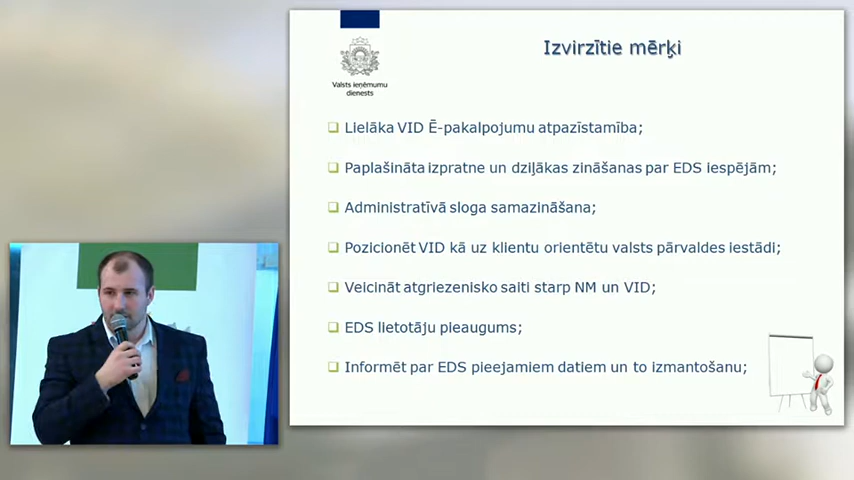 Valsts ieņēmumu
dienests
Izvirzītie mērķi
Lielāka VID Ē-pakalpojumu atpazīstamība;
Paplašināta izpratne un dziļākas zināšanas par EDS iespējām;
Administratīvā sloga samazināšana;
Pozicionēt VID kā uz klientu orientētu valsts pārvaldes iestādi;
Veicināt atgriezenisko saiti starp NM un VID;
EDS lietotāju pieaugums;
Informēt par EDS pieejamiem datiem un to izmantošanu;